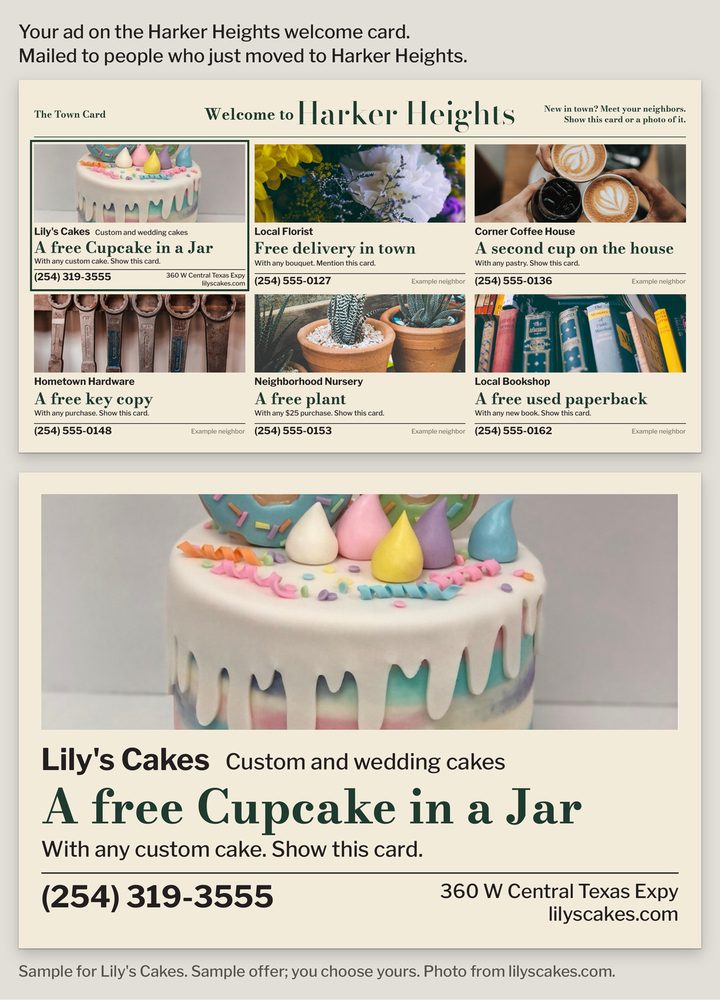 Your ad on the Harker Heights welcome card.
Mailed to people who just moved to Harker Heights.
The Town Card
Welcome to Harker Heights
New in town? Meet your neighbors.
Show this card or a photo of it.
Lily's Cakes Custom and wedding cakes
A free Cupcake in a Jar
With any custom cake. Show this card.
(254) 319-3555
360 W Central Texas Expy
lilyscakes.com
Local Florist
Free delivery in town
With any bouquet. Mention this card.
(254) 555-0127
Example neighbor
Corner Coffee House
A second cup on the house
With any pastry. Show this card.
(254) 555-0136
Example neighbor
Hometown Hardware
A free key copy
With any purchase. Show this card.
(254) 555-0148
Example neighbor
Neighborhood Nursery
A free plant
With any $25 purchase. Show this card.
(254) 555-0153
Example neighbor
Local Bookshop
A free used paperback
With any new book. Show this card.
(254) 555-0162
Example neighbor
Lily's Cakes Custom and wedding cakes
A free Cupcake in a Jar
With any custom cake. Show this card.
(254) 319-3555
360 W Central Texas Expy
lilyscakes.com
Sample for Lily's Cakes. Sample offer; you choose yours. Photo from lilyscakes.com.